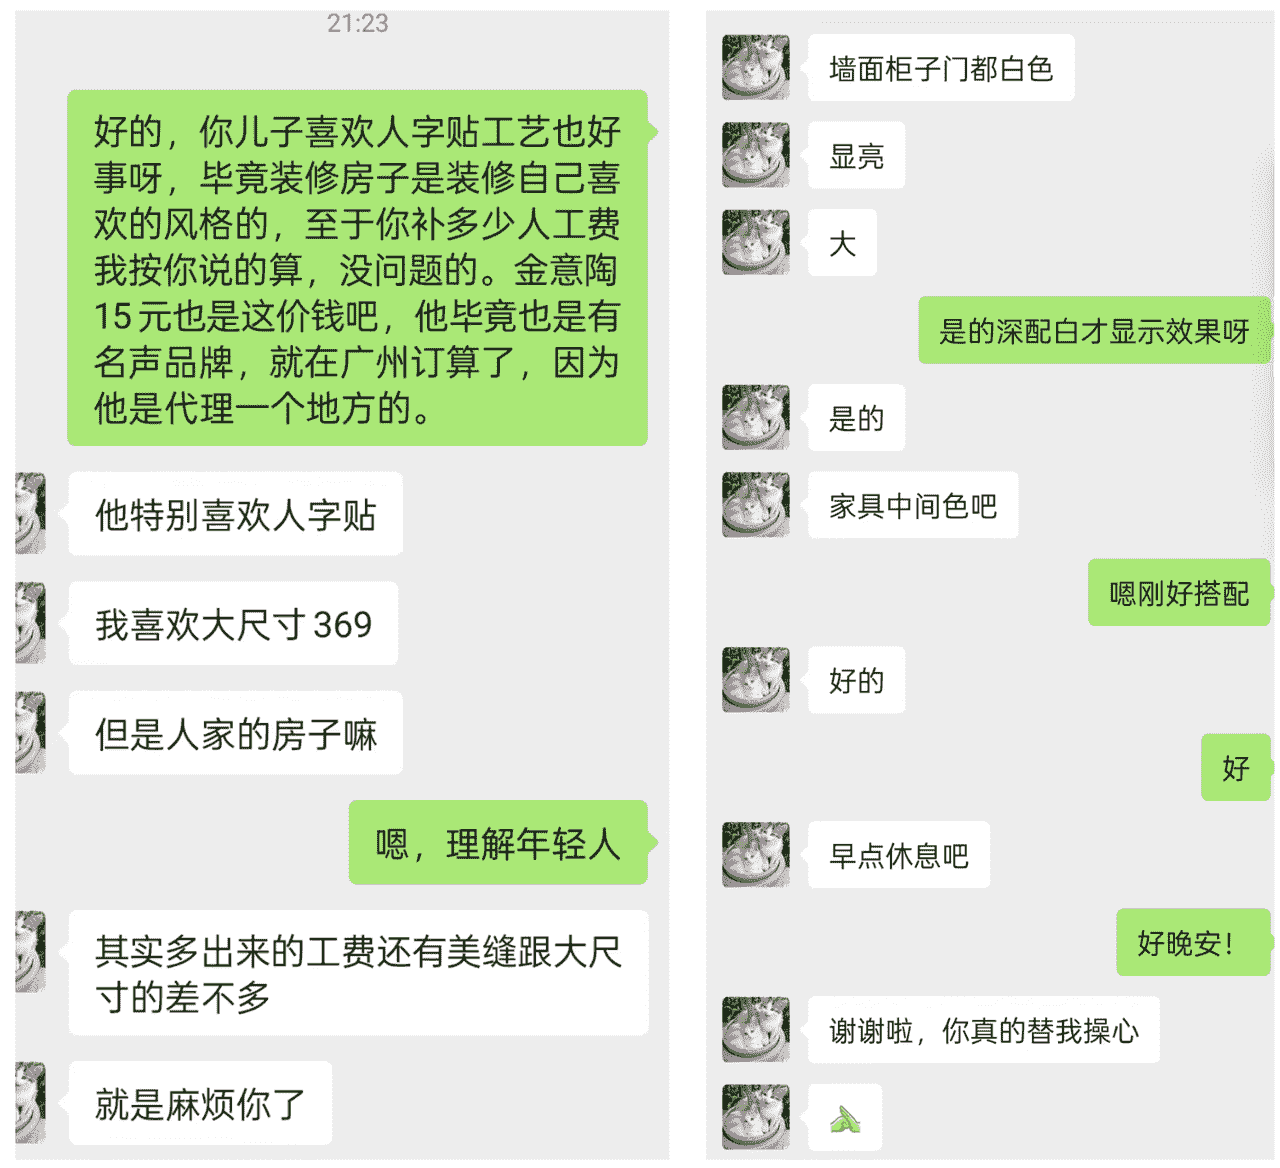 21:23
好的，你儿子喜欢人字贴工艺也好
事呀，毕竟装修房子是装修自己喜
欢的风格的，至于你补多少人工费
我按你说的算，没问题的。金意陶
15元也是这价钱吧，他毕竟也是有
名声品牌，就在广州订算了，因为
他是代理一个地方的。
他特别喜欢人字贴
我喜欢大尺寸369
但是人家的房子嘛
嗯，理解年轻人
其实多出来的工费还有美缝跟大尺
寸的差不多
就是麻烦你了
墙面柜子门都白色
显亮
大
是的深配白才显示效果呀
是的
家具中间色吧
嗯刚好搭配
好的
好
早点休息吧
好晚安！
谢谢啦，你真的替我操心